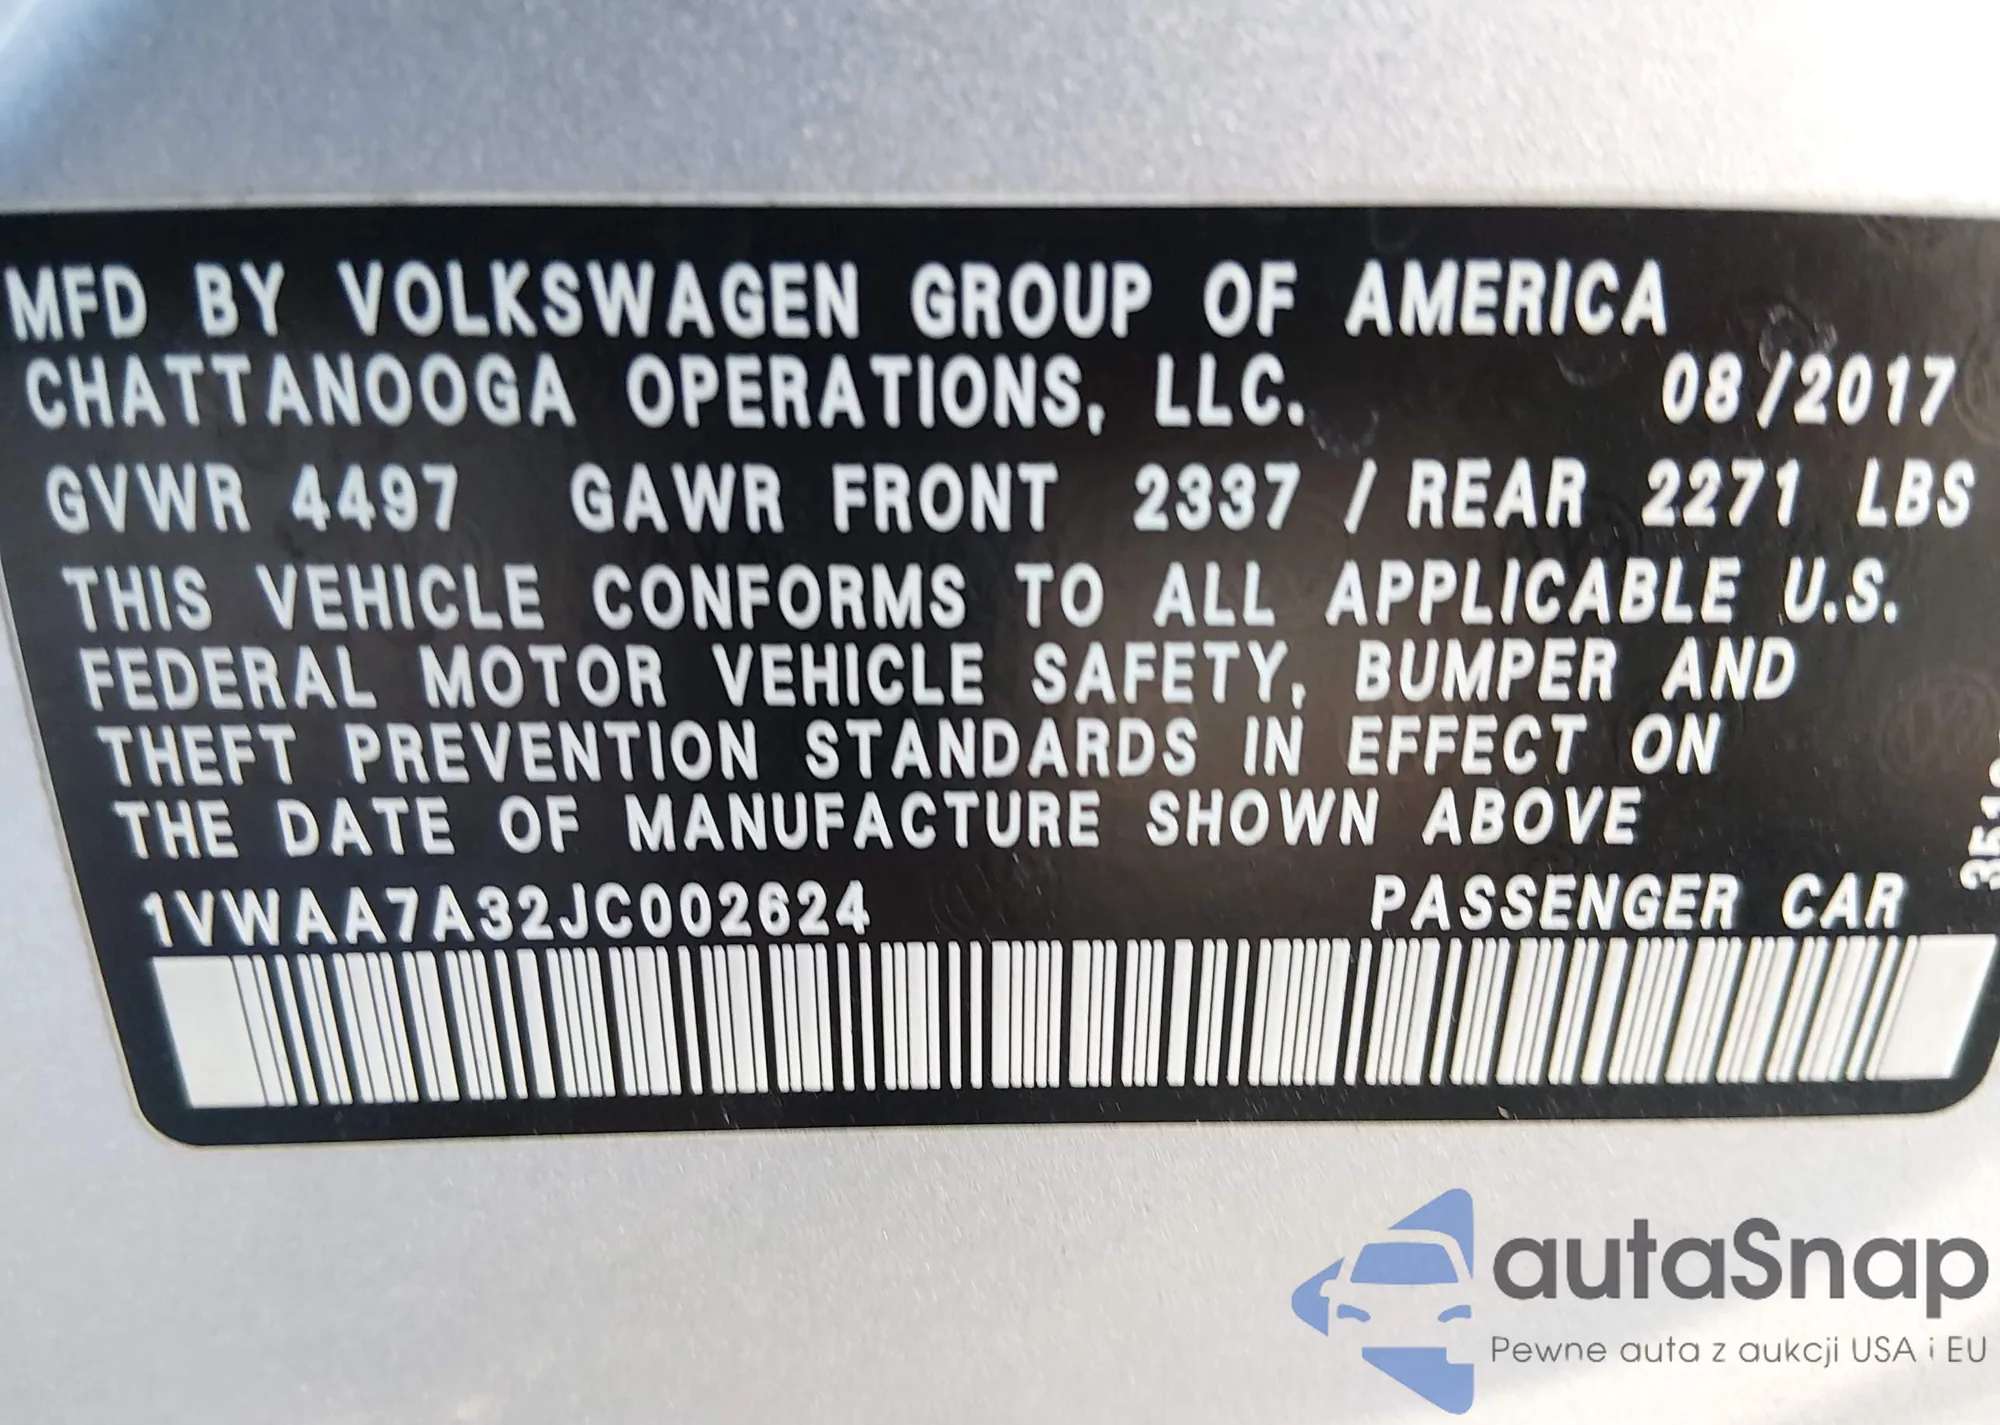 MFD BY VOLKSWAGEN GROUP OF AMERICA
CHATTANOOGA OPERATIONS, LLC. 08/2017
GVWR 4497 GAWR FRONT 2337 / REAR 2271 LBS
THIS VEHICLE CONFORMS TO ALL APPLICABLE U.S.
FEDERAL MOTOR VEHICLE SAFETY, BUMPER AND
THEFT PREVENTION STANDARDS IN EFFECT ON
THE DATE OF MANUFACTURE SHOWN ABOVE
1VWAA7A32JC002624 PASSENGER CAR
autaSnap
Pewne auta z aukcji USA i EU